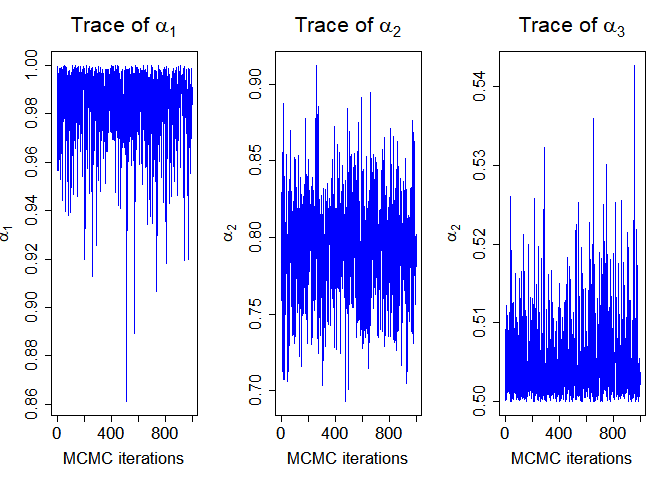 Trace of α1
α1
0.86 0.88 0.90 0.92 0.94 0.96 0.98 1.00
0 400 800
MCMC iterations
Trace of α2
α2
0.70 0.75 0.80 0.85 0.90
0 400 800
MCMC iterations
Trace of α3
α2
0.50 0.51 0.52 0.53 0.54
0 400 800
MCMC iterations